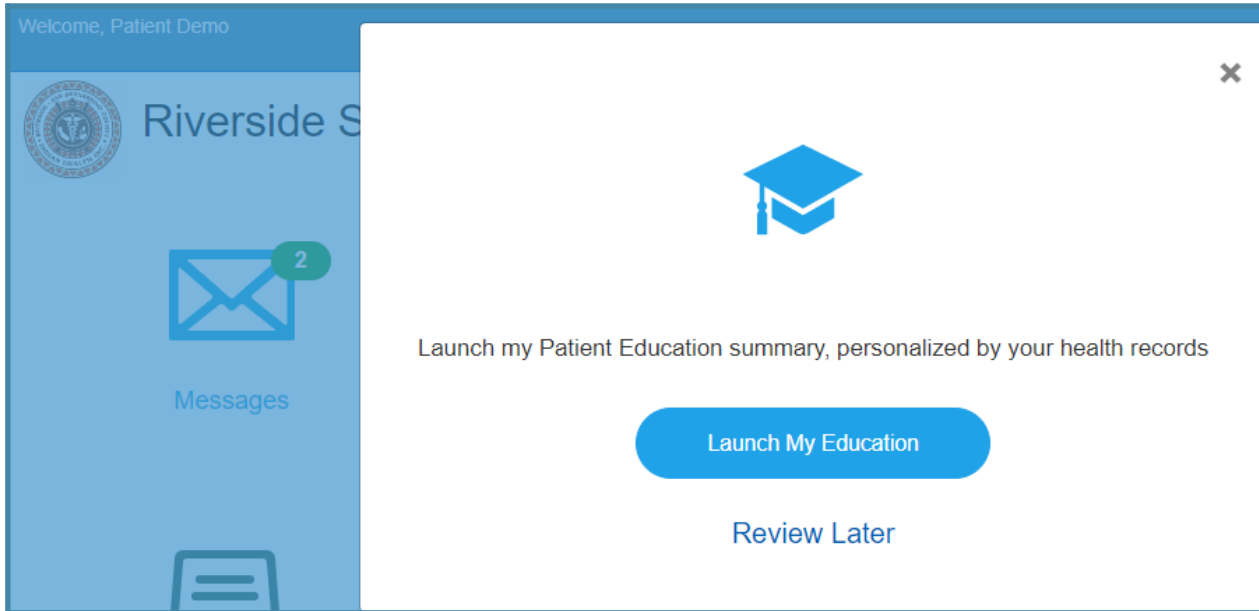 Welcome, Patient Demo
Riverside S
2
Messages
Launch my Patient Education summary, personalized by your health records
Launch My Education
Review Later